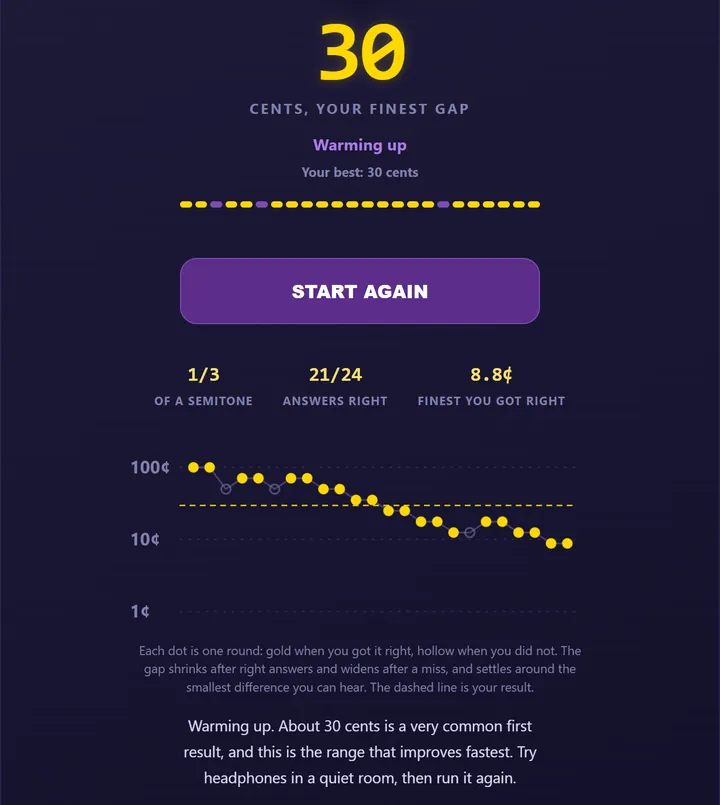 30
CENTS, YOUR FINEST GAP
Warming up
Your best: 30 cents
START AGAIN
1/3 21/24 8.8¢
OF A SEMITONE ANSWERS RIGHT FINEST YOU GOT RIGHT
100¢
10¢
1¢
Each dot is one round: gold when you got it right, hollow when you did not. The
gap shrinks after right answers and widens after a miss, and settles around the
smallest difference you can hear. The dashed line is your result.
Warming up. About 30 cents is a very common first
result, and this is the range that improves fastest. Try
headphones in a quiet room, then run it again.